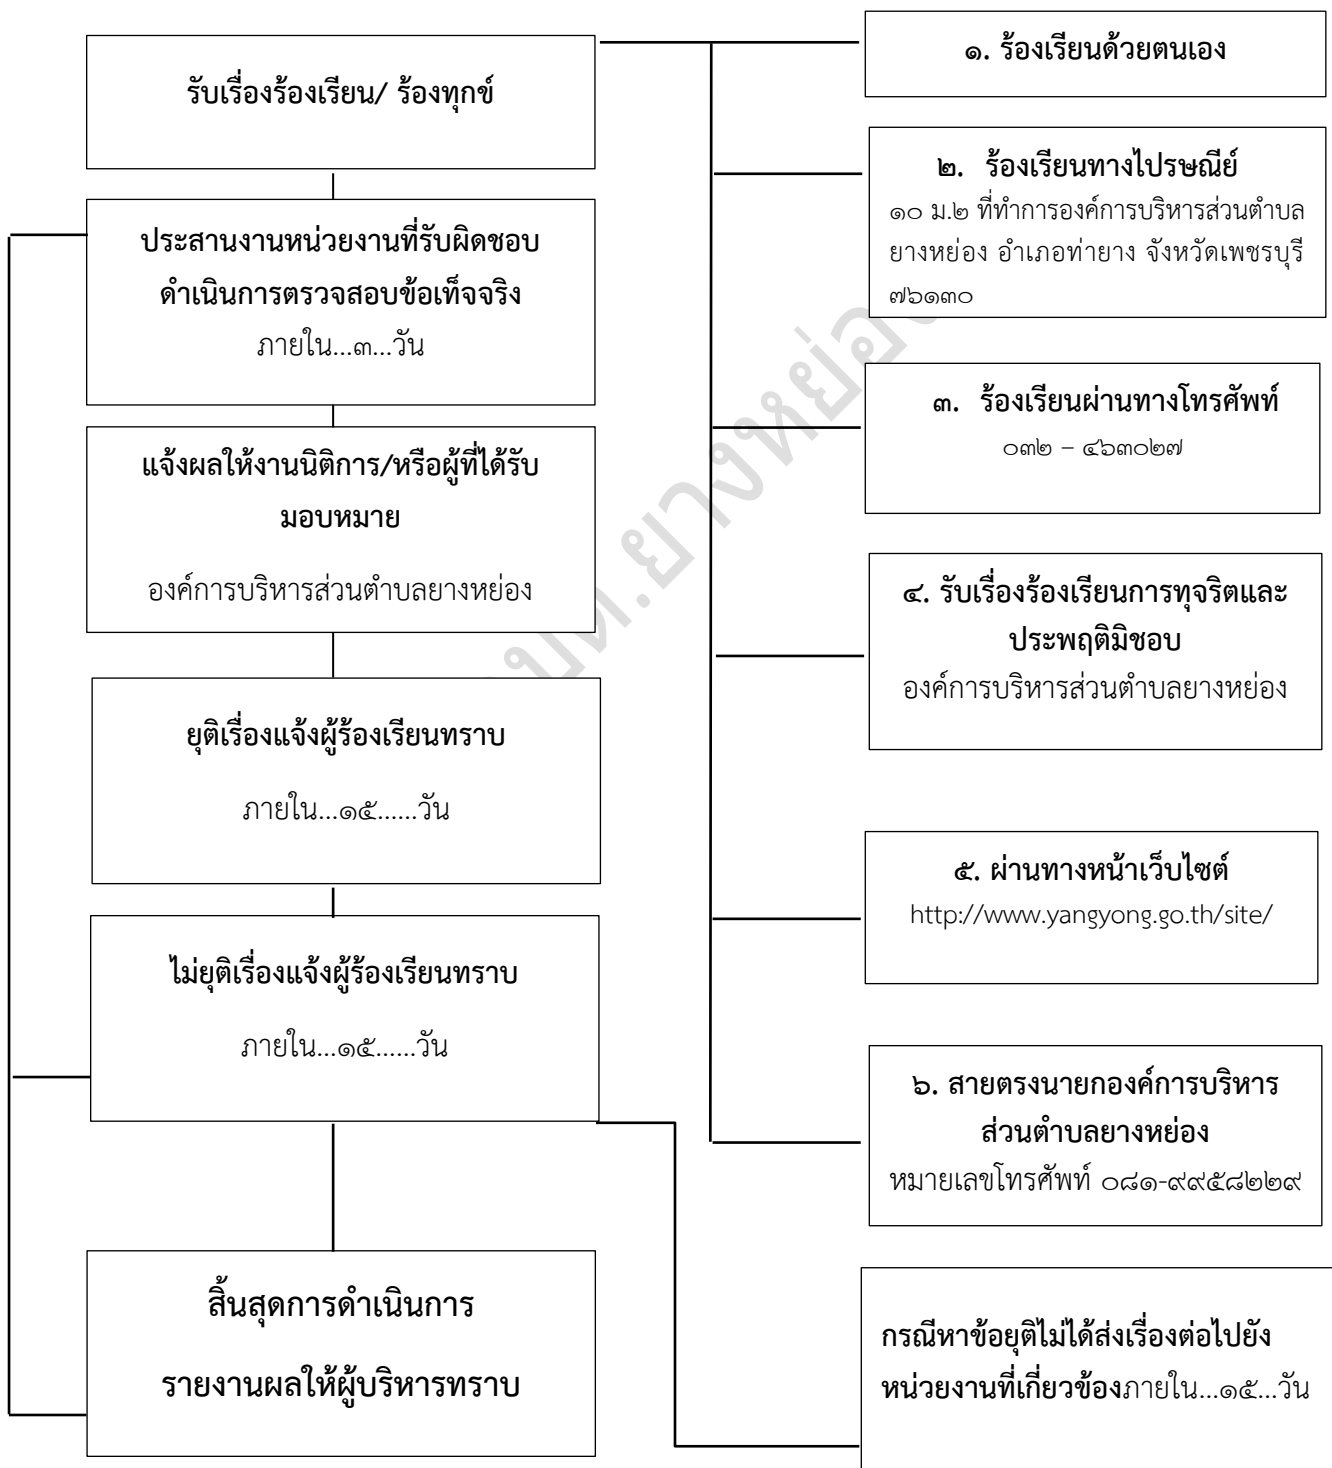 รับเรื่องร้องเรียน/ ร้องทุกข์
ประสานงานหน่วยงานที่รับผิดชอบ
ดำเนินการตรวจสอบข้อเท็จจริง
ภายใน...๓...วัน
แจ้งผลให้งานนิติการ/หรือผู้ที่ได้รับ
มอบหมาย
องค์การบริหารส่วนตำบลยางหย่อง
ยุติเรื่องแจ้งผู้ร้องเรียนทราบ
ภายใน...๑๕......วัน
ไม่ยุติเรื่องแจ้งผู้ร้องเรียนทราบ
ภายใน...๑๕......วัน
สิ้นสุดการดำเนินการ
รายงานผลให้ผู้บริหารทราบ
๑. ร้องเรียนด้วยตนเอง
๒. ร้องเรียนทางไปรษณีย์
๑๐ ม.๒ ที่ทำการองค์การบริหารส่วนตำบล
ยางหย่อง อำเภอท่ายาง จังหวัดเพชรบุรี
๗๖๑๓๐
๓. ร้องเรียนผ่านทางโทรศัพท์
๐๓๒ – ๔๖๓๐๒๗
๔. รับเรื่องร้องเรียนการทุจริตและ
ประพฤติมิชอบ
องค์การบริหารส่วนตำบลยางหย่อง
๕. ผ่านทางหน้าเว็บไซต์
http://www.yangyong.go.th/site/
๖. สายตรงนายกองค์การบริหาร
ส่วนตำบลยางหย่อง
หมายเลขโทรศัพท์ ๐๘๑-๙๙๕๘๒๒๙
กรณีหาข้อยุติไม่ได้ส่งเรื่องต่อไปยัง
หน่วยงานที่เกี่ยวข้องภายใน...๑๕...วัน